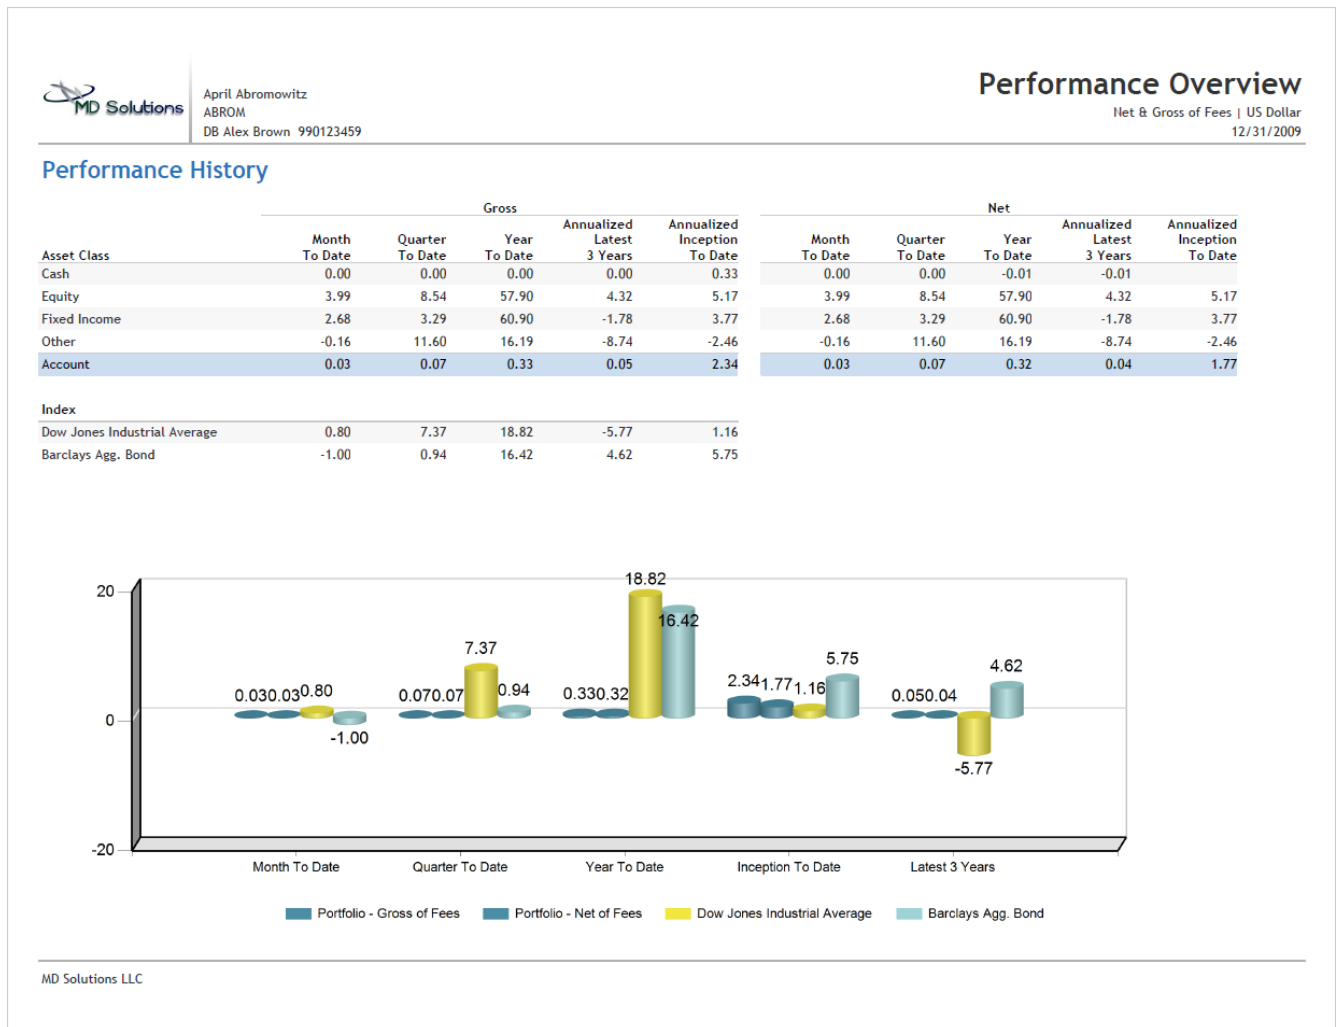 MD Solutions
April Abromowitz
ABROM
DB Alex Brown 990123459
Performance Overview
Net & Gross of Fees | US Dollar
12/31/2009
Performance History
Gross Net
Asset Class Month To Date Quarter To Date Year To Date Annualized Latest 3 Years Annualized Inception To Date Month To Date Quarter To Date Year To Date Annualized Latest 3 Years Annualized Inception To Date
Cash 0.00 0.00 0.00 0.00 0.33 0.00 0.00 -0.01 -0.01
Equity 3.99 8.54 57.90 4.32 5.17 3.99 8.54 57.90 4.32 5.17
Fixed Income 2.68 3.29 60.90 -1.78 3.77 2.68 3.29 60.90 -1.78 3.77
Other -0.16 11.60 16.19 -8.74 -2.46 -0.16 11.60 16.19 -8.74 -2.46
Account 0.03 0.07 0.33 0.05 2.34 0.03 0.07 0.32 0.04 1.77
Index
Dow Jones Industrial Average 0.80 7.37 18.82 -5.77 1.16
Barclays Agg. Bond -1.00 0.94 16.42 4.62 5.75
20
0
-20
0.03 0.03 0.80 -1.00
0.07 0.07 7.37 0.94
0.33 0.32 18.82 16.42
2.34 1.77 1.16 5.75
0.05 0.04 -5.77 4.62
Month To Date Quarter To Date Year To Date Inception To Date Latest 3 Years
Portfolio - Gross of Fees Portfolio - Net of Fees Dow Jones Industrial Average Barclays Agg. Bond
MD Solutions LLC